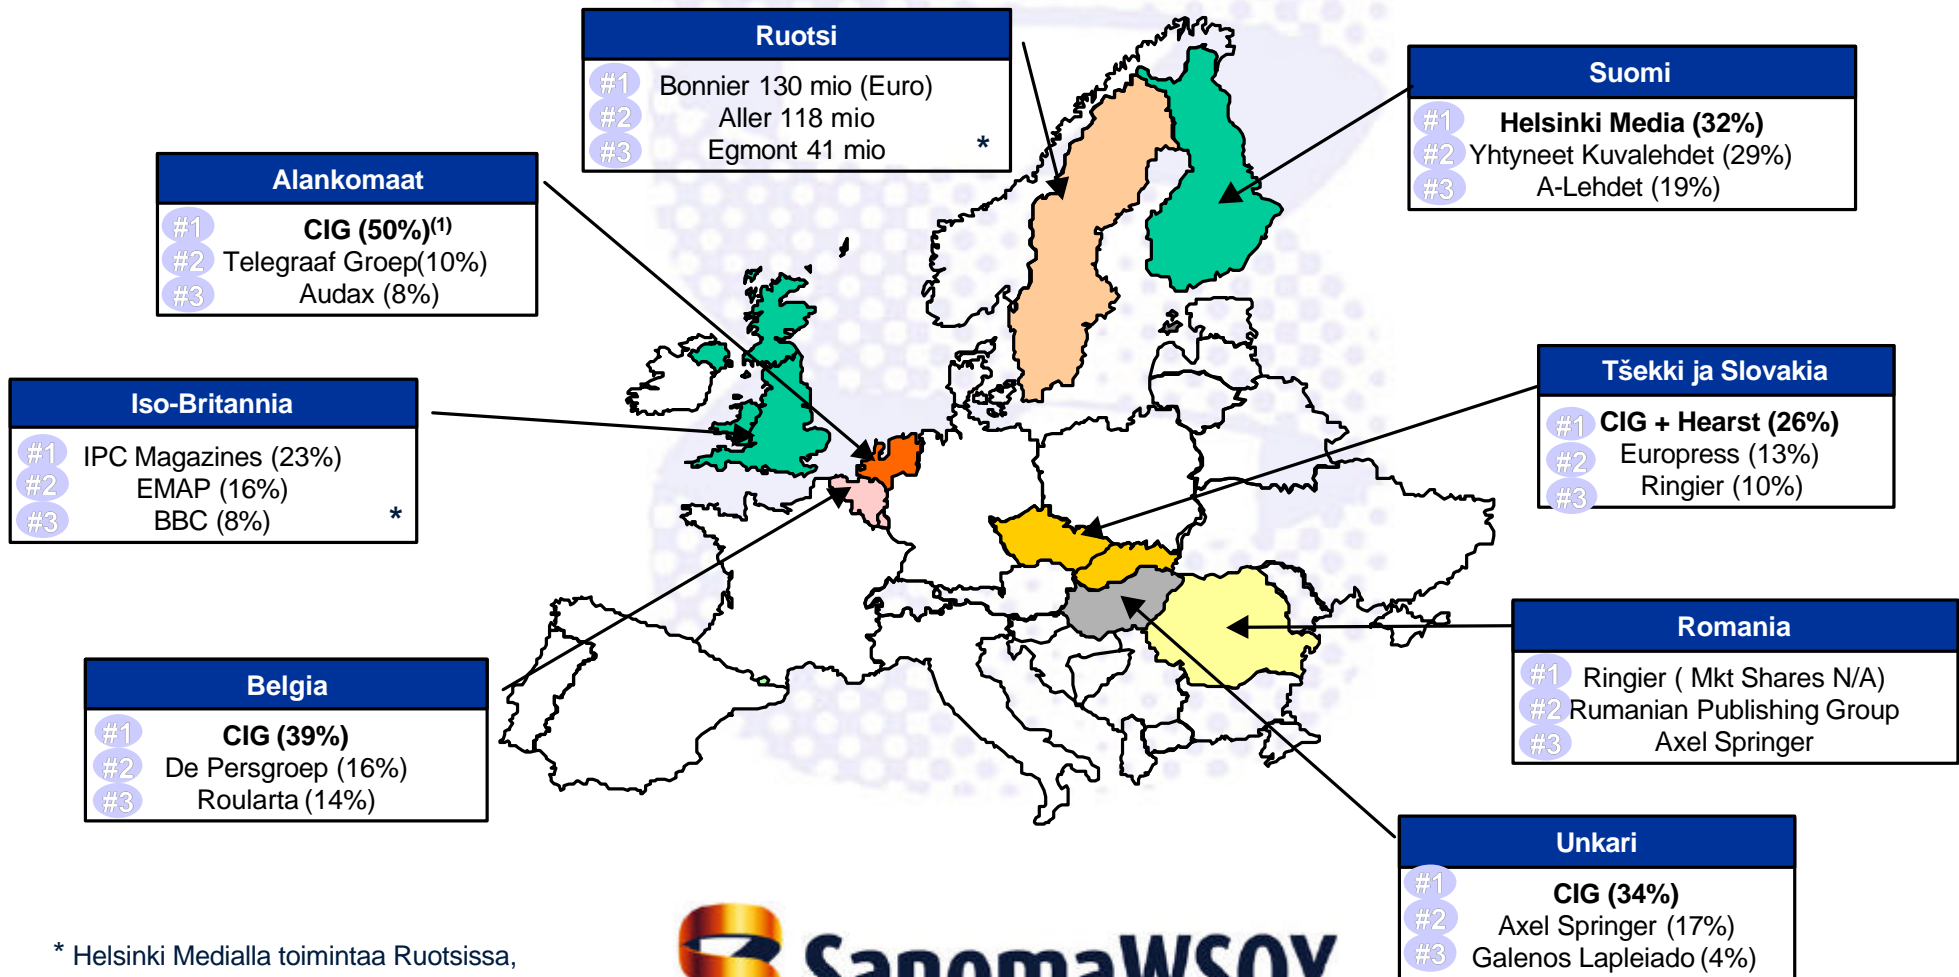 Ruotsi
#1 Bonnier 130 mio (Euro)
#2 Aller 118 mio
#3 Egmont 41 mio *
Suomi
#1 Helsinki Media (32%)
#2 Yhtyneet Kuvalehdet (29%)
#3 A-Lehdet (19%)
Alankomaat
#1 CIG (50%)(1)
#2 Telegraaf Groep(10%)
#3 Audax (8%)
Iso-Britannia
#1 IPC Magazines (23%)
#2 EMAP (16%)
#3 BBC (8%) *
Tšekki ja Slovakia
#1 CIG + Hearst (26%)
#2 Europress (13%)
#3 Ringier (10%)
Romania
#1 Ringier ( Mkt Shares N/A)
#2 Rumanian Publishing Group
#3 Axel Springer
Belgia
#1 CIG (39%)
#2 De Persgroep (16%)
#3 Roularta (14%)
Unkari
#1 CIG (34%)
#2 Axel Springer (17%)
#3 Galenos Lapleiado (4%)
* Helsinki Medialla toimintaa Ruotsissa,
SanomaWSOY